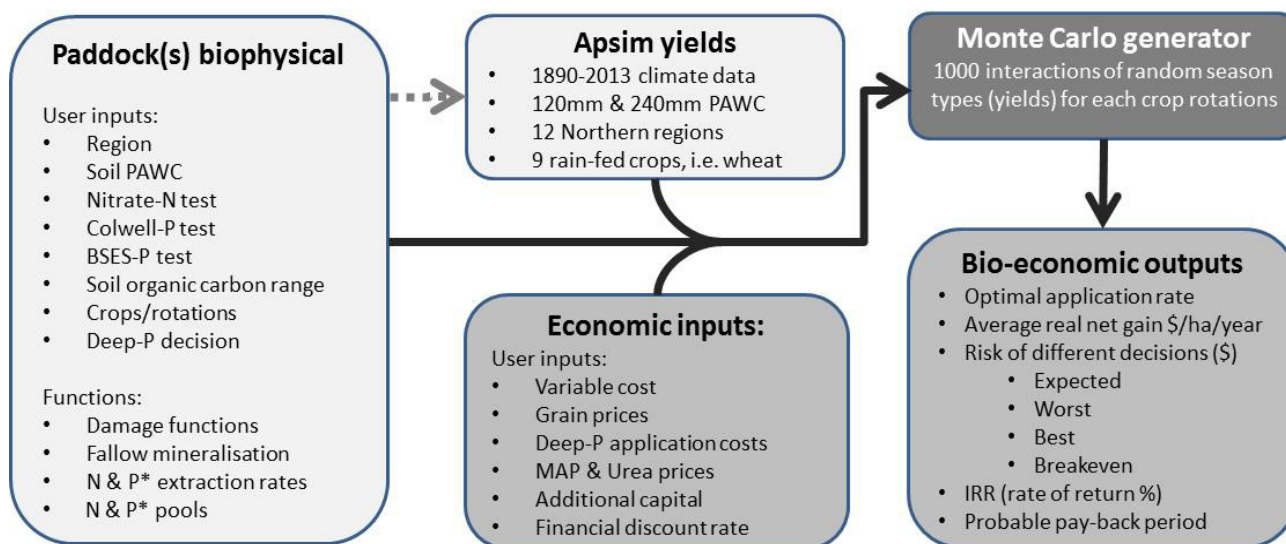 Paddock(s) biophysical
User inputs:
• Region
• Soil PAWC
• Nitrate-N test
• Colwell-P test
• BSES-P test
• Soil organic carbon range
• Crops/rotations
• Deep-P decision
Functions:
• Damage functions
• Fallow mineralisation
• N & P* extraction rates
• N & P* pools
Apsim yields
• 1890-2013 climate data
• 120mm & 240mm PAWC
• 12 Northern regions
• 9 rain-fed crops, i.e. wheat
Economic inputs:
User inputs:
• Variable cost
• Grain prices
• Deep-P application costs
• MAP & Urea prices
• Additional capital
• Financial discount rate
Monte Carlo generator
1000 interactions of random season
types (yields) for each crop rotations
Bio-economic outputs
• Optimal application rate
• Average real net gain $/ha/year
• Risk of different decisions ($)
• Expected
• Worst
• Best
• Breakeven
• IRR (rate of return %)
• Probable pay-back period